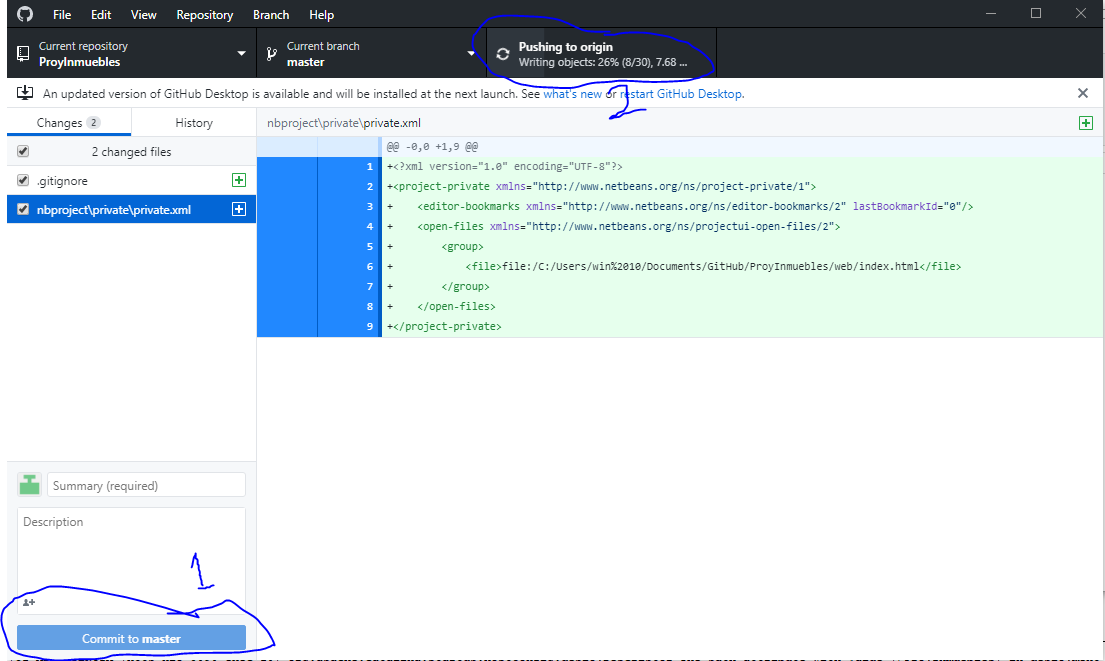 File Edit View Repository Branch Help
Current repository
ProyInmuebles
Current branch
master
Pushing to origin
Writing objects: 26% (8/30), 7.68 ...
An updated version of GitHub Desktop is available and will be installed at the next launch. See what's new or restart GitHub Desktop.
2
Changes 2 History
nbproject\private\private.xml
2 changed files
.gitignore
nbproject\private\private.xml
@@ -0,0 +1,9 @@
1 +<?xml version="1.0" encoding="UTF-8"?>
2 +<project-private xmlns="http://www.netbeans.org/ns/project-private/1">
3 +    <editor-bookmarks xmlns="http://www.netbeans.org/ns/editor-bookmarks/2" lastBookmarkId="0"/>
4 +    <open-files xmlns="http://www.netbeans.org/ns/projectui-open-files/2">
5 +        <group>
6 +            <file>file:/C:/Users/win%2010/Documents/GitHub/ProyInmuebles/web/index.html</file>
7 +        </group>
8 +    </open-files>
9 +</project-private>
Summary (required)
Description
1
Commit to master